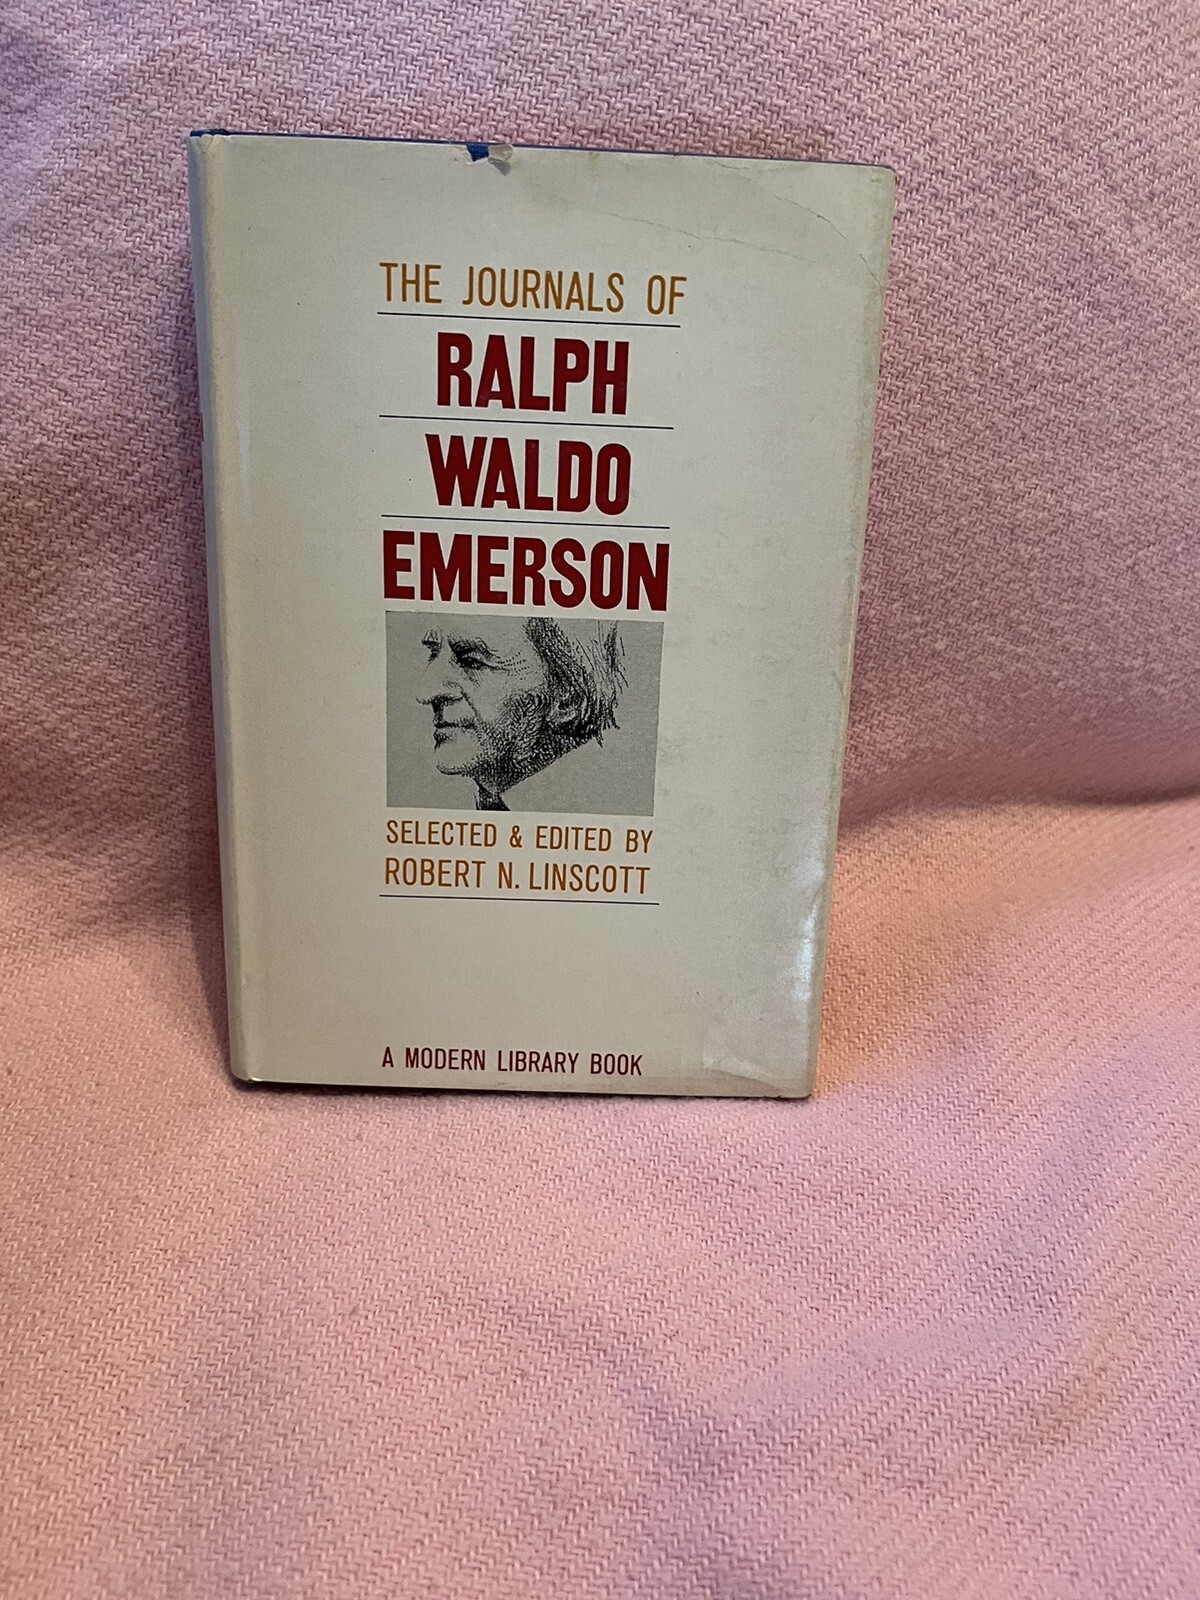 THE JOURNALS OF
RALPH
WALDO
EMERSON
SELECTED & EDITED BY
ROBERT N. LINSCOTT
A MODERN LIBRARY BOOK